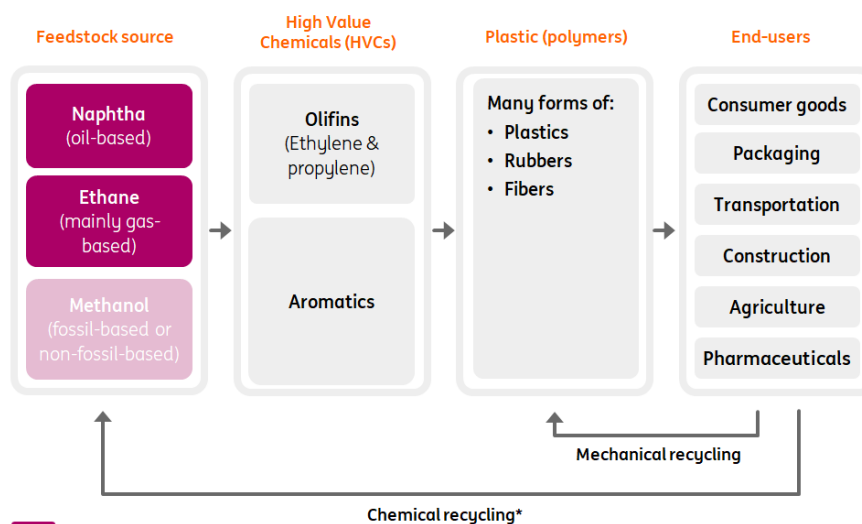 Feedstock source
High Value
Chemicals (HVCs)
Plastic (polymers)
End-users
Naphtha
(oil-based)
Ethane
(mainly gas-
based)
Methanol
(fossil-based or
non-fossil-based)
Olifins
(Ethylene &
propylene)
Aromatics
Many forms of:
• Plastics
• Rubbers
• Fibers
Consumer goods
Packaging
Transportation
Construction
Agriculture
Pharmaceuticals
Mechanical recycling
Chemical recycling*